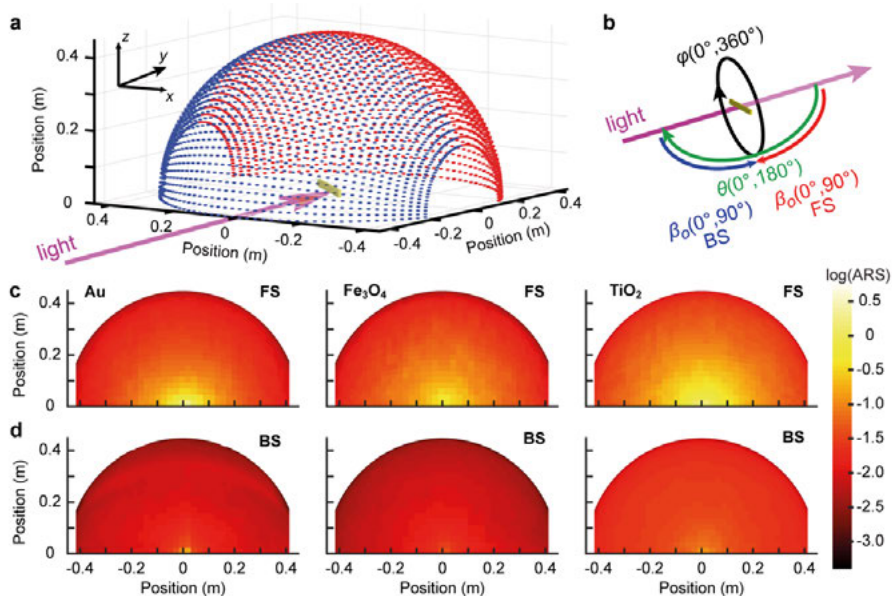 a
z
y
x
Position (m)
0.4
0.2
0
0.4
0.2
0
-0.2
-0.4
Position (m)
-0.4
-0.2
0
0.2
0.4
Position (m)
light
b
φ(0°,360°)
light
θ(0°,180°)
βₒ(0°,90°)
BS
βₒ(0°,90°)
FS
c
Au FS
Fe₃O₄ FS
TiO₂ FS
Position (m)
0.4
0.2
0
d
BS
BS
BS
Position (m)
0.4
0.2
0
-0.4 -0.2 0 0.2 0.4
Position (m)
-0.4 -0.2 0 0.2 0.4
Position (m)
-0.4 -0.2 0 0.2 0.4
Position (m)
log(ARS)
0.5
0
-0.5
-1.0
-1.5
-2.0
-2.5
-3.0